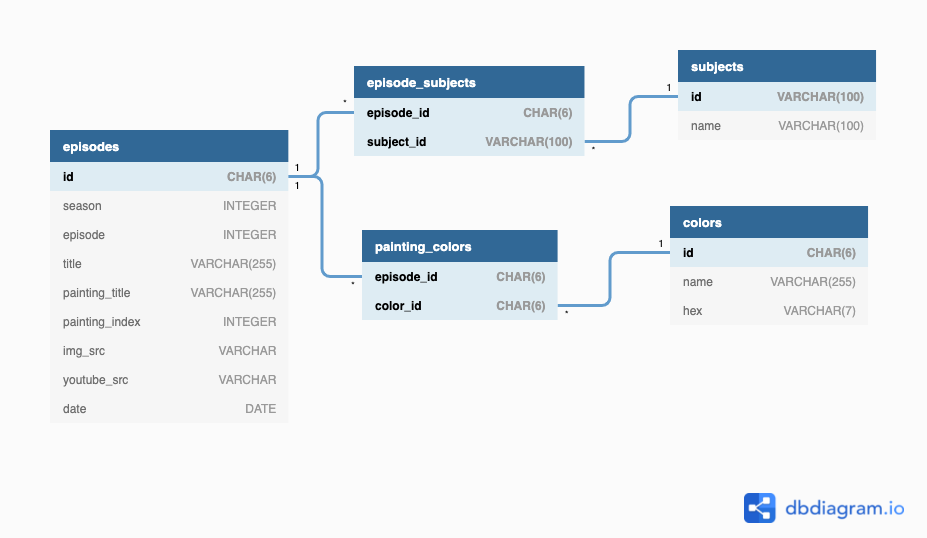 episodes
id CHAR(6)
season INTEGER
episode INTEGER
title VARCHAR(255)
painting_title VARCHAR(255)
painting_index INTEGER
img_src VARCHAR
youtube_src VARCHAR
date DATE
1
1
*
*
episode_subjects
episode_id CHAR(6)
subject_id VARCHAR(100)
*
1
subjects
id VARCHAR(100)
name VARCHAR(100)
painting_colors
episode_id CHAR(6)
color_id CHAR(6)
*
1
colors
id CHAR(6)
name VARCHAR(255)
hex VARCHAR(7)
dbdiagram.io